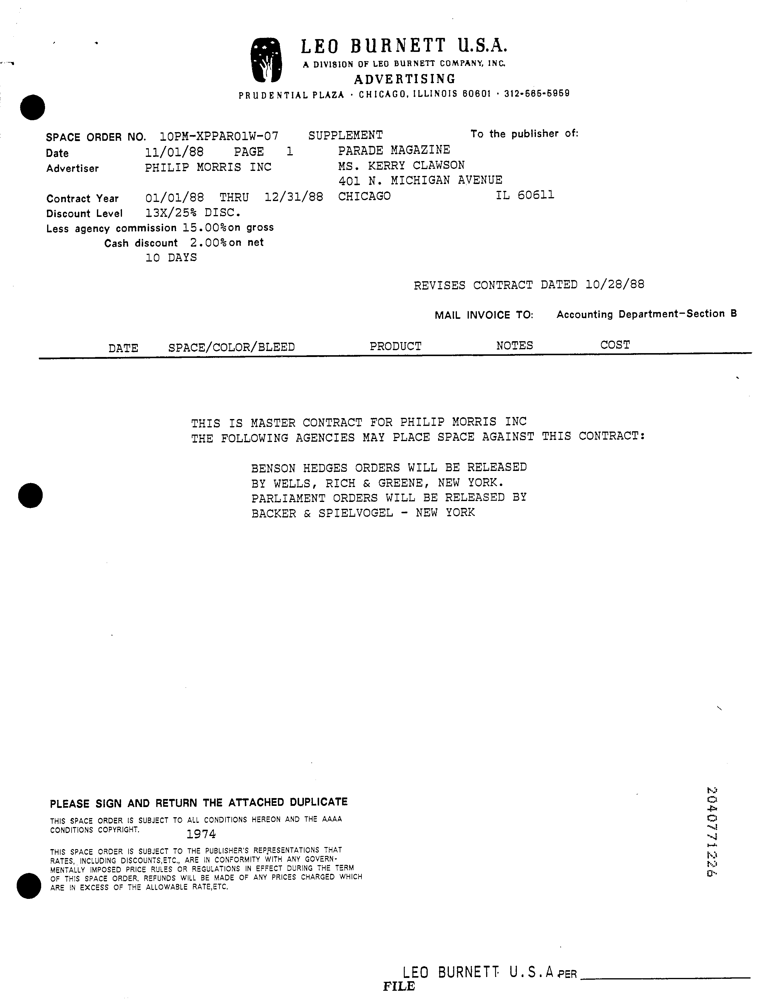 LEO BURNETT U.S.A.
A DIVISION OF LEO BURNETT COMPANY, INC.
ADVERTISING
PRUDENTIAL PLAZA · CHICAGO, ILLINOIS 60601 · 312-565-5959
SPACE ORDER NO. 10PM-XPPAR01W-07 SUPPLEMENT To the publisher of:
Date 11/01/88 PAGE 1 PARADE MAGAZINE
Advertiser PHILIP MORRIS INC MS. KERRY CLAWSON
401 N. MICHIGAN AVENUE
Contract Year 01/01/88 THRU 12/31/88 CHICAGO IL 60611
Discount Level 13X/25% DISC.
Less agency commission 15.00% on gross
Cash discount 2.00% on net
10 DAYS
REVISES CONTRACT DATED 10/28/88
MAIL INVOICE TO: Accounting Department-Section B
DATE SPACE/COLOR/BLEED PRODUCT NOTES COST
THIS IS MASTER CONTRACT FOR PHILIP MORRIS INC
THE FOLLOWING AGENCIES MAY PLACE SPACE AGAINST THIS CONTRACT:
BENSON HEDGES ORDERS WILL BE RELEASED
BY WELLS, RICH & GREENE, NEW YORK.
PARLIAMENT ORDERS WILL BE RELEASED BY
BACKER & SPIELVOGEL - NEW YORK
PLEASE SIGN AND RETURN THE ATTACHED DUPLICATE
THIS SPACE ORDER IS SUBJECT TO ALL CONDITIONS HEREON AND THE AAAA
CONDITIONS COPYRIGHT. 1974
THIS SPACE ORDER IS SUBJECT TO THE PUBLISHER'S REPRESENTATIONS THAT
RATES, INCLUDING DISCOUNTS,ETC., ARE IN CONFORMITY WITH ANY GOVERN-
MENTALLY IMPOSED PRICE RULES OR REGULATIONS IN EFFECT DURING THE TERM
OF THIS SPACE ORDER. REFUNDS WILL BE MADE OF ANY PRICES CHARGED WHICH
ARE IN EXCESS OF THE ALLOWABLE RATE,ETC.
2040771226
LEO BURNETT U.S.A. PER
FILE